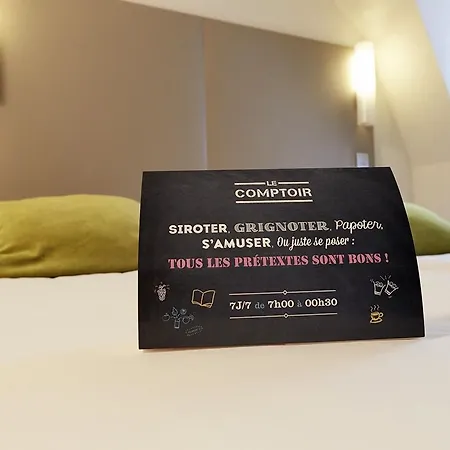 LE
COMPTOIR
SIROTER, GRIGNOTER, Papoter,
S'AMUSER, Ou juste se poser :
TOUS LES PRÉTEXTES SONT BONS !
7J/7 de 7h00 à 00h30